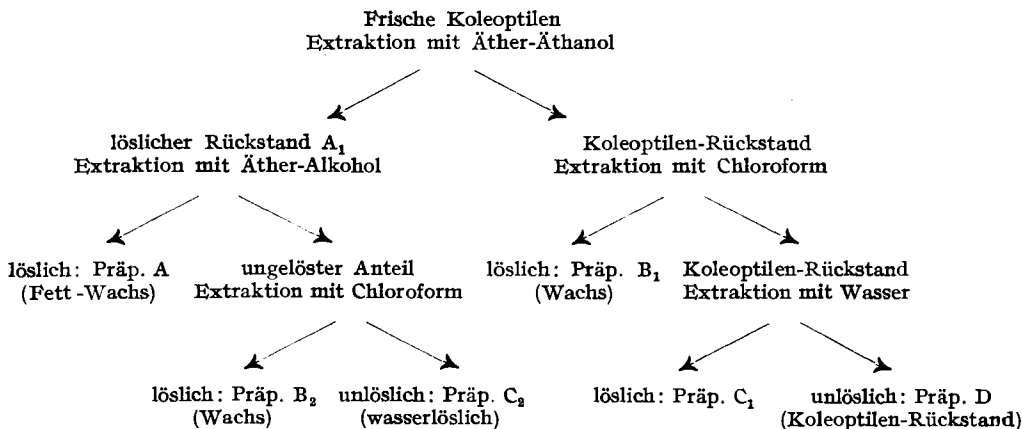 Frische Koleoptilen
Extraktion mit Äther-Äthanol
löslicher Rückstand A₁
Extraktion mit Äther-Alkohol
Koleoptilen-Rückstand
Extraktion mit Chloroform
löslich: Präp. A
(Fett-Wachs)
ungelöster Anteil
Extraktion mit Chloroform
löslich: Präp. B₁
(Wachs)
Koleoptilen-Rückstand
Extraktion mit Wasser
löslich: Präp. B₂
(Wachs)
unlöslich: Präp. C₂
(wasserlöslich)
löslich: Präp. C₁
unlöslich: Präp. D
(Koleoptilen-Rückstand)